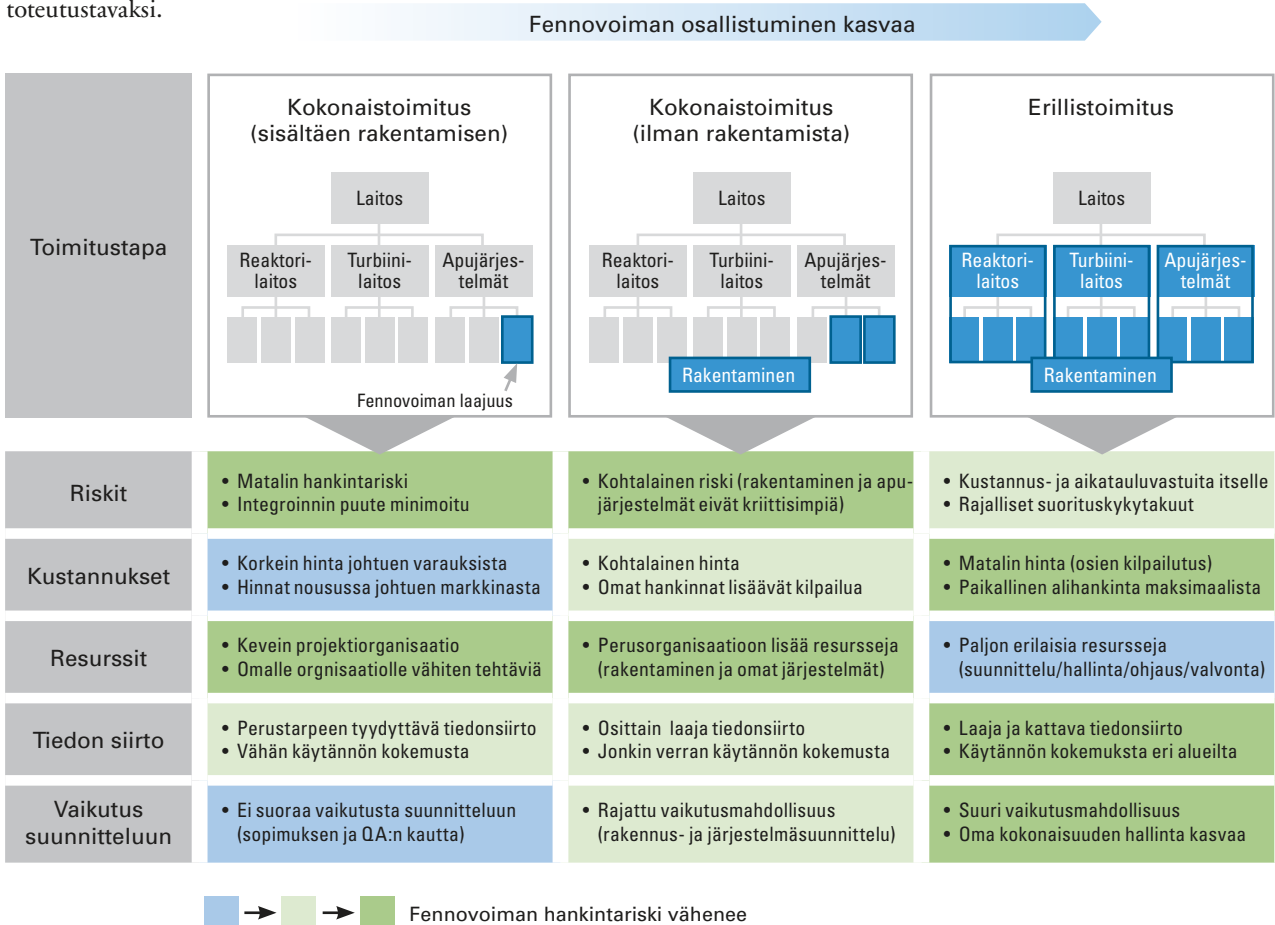 toteutustavaksi.
Fennovoiman osallistuminen kasvaa
Toimitustapa
Kokonaistoimitus
(sisältäen rakentamisen)
Laitos
Reaktori-
laitos
Turbiini-
laitos
Apujärjes-
telmät
Fennovoiman laajuus
Kokonaistoimitus
(ilman rakentamista)
Laitos
Reaktori-
laitos
Turbiini-
laitos
Apujärjes-
telmät
Rakentaminen
Erillistoimitus
Laitos
Reaktori-
laitos
Turbiini-
laitos
Apujärjes-
telmät
Rakentaminen
Riskit
• Matalin hankintariski
• Integroinnin puute minimoitu
• Kohtalainen riski (rakentaminen ja apu-
järjestelmät eivät kriittisimpiä)
• Kustannus- ja aikatauluvastuita itselle
• Rajalliset suorituskykytakuut
Kustannukset
• Korkein hinta johtuen varauksista
• Hinnat nousussa johtuen markkinasta
• Kohtalainen hinta
• Omat hankinnat lisäävät kilpailua
• Matalin hinta (osien kilpailutus)
• Paikallinen alihankinta maksimaalista
Resurssit
• Kevein projektiorganisaatio
• Omalle orgnisaatiolle vähiten tehtäviä
• Perusorganisaatioon lisää resursseja
(rakentaminen ja omat järjestelmät)
• Paljon erilaisia resursseja
(suunnittelu/hallinta/ohjaus/valvonta)
Tiedon siirto
• Perustarpeen tyydyttävä tiedonsiirto
• Vähän käytännön kokemusta
• Osittain laaja tiedonsiirto
• Jonkin verran käytännön kokemusta
• Laaja ja kattava tiedonsiirto
• Käytännön kokemuksta eri alueilta
Vaikutus
suunnitteluun
• Ei suoraa vaikutusta suunnitteluun
(sopimuksen ja QA:n kautta)
• Rajattu vaikutusmahdollisuus
(rakennus- ja järjestelmäsuunnittelu)
• Suuri vaikutusmahdollisuus
• Oma kokonaisuuden hallinta kasvaa
Fennovoiman hankintariski vähenee